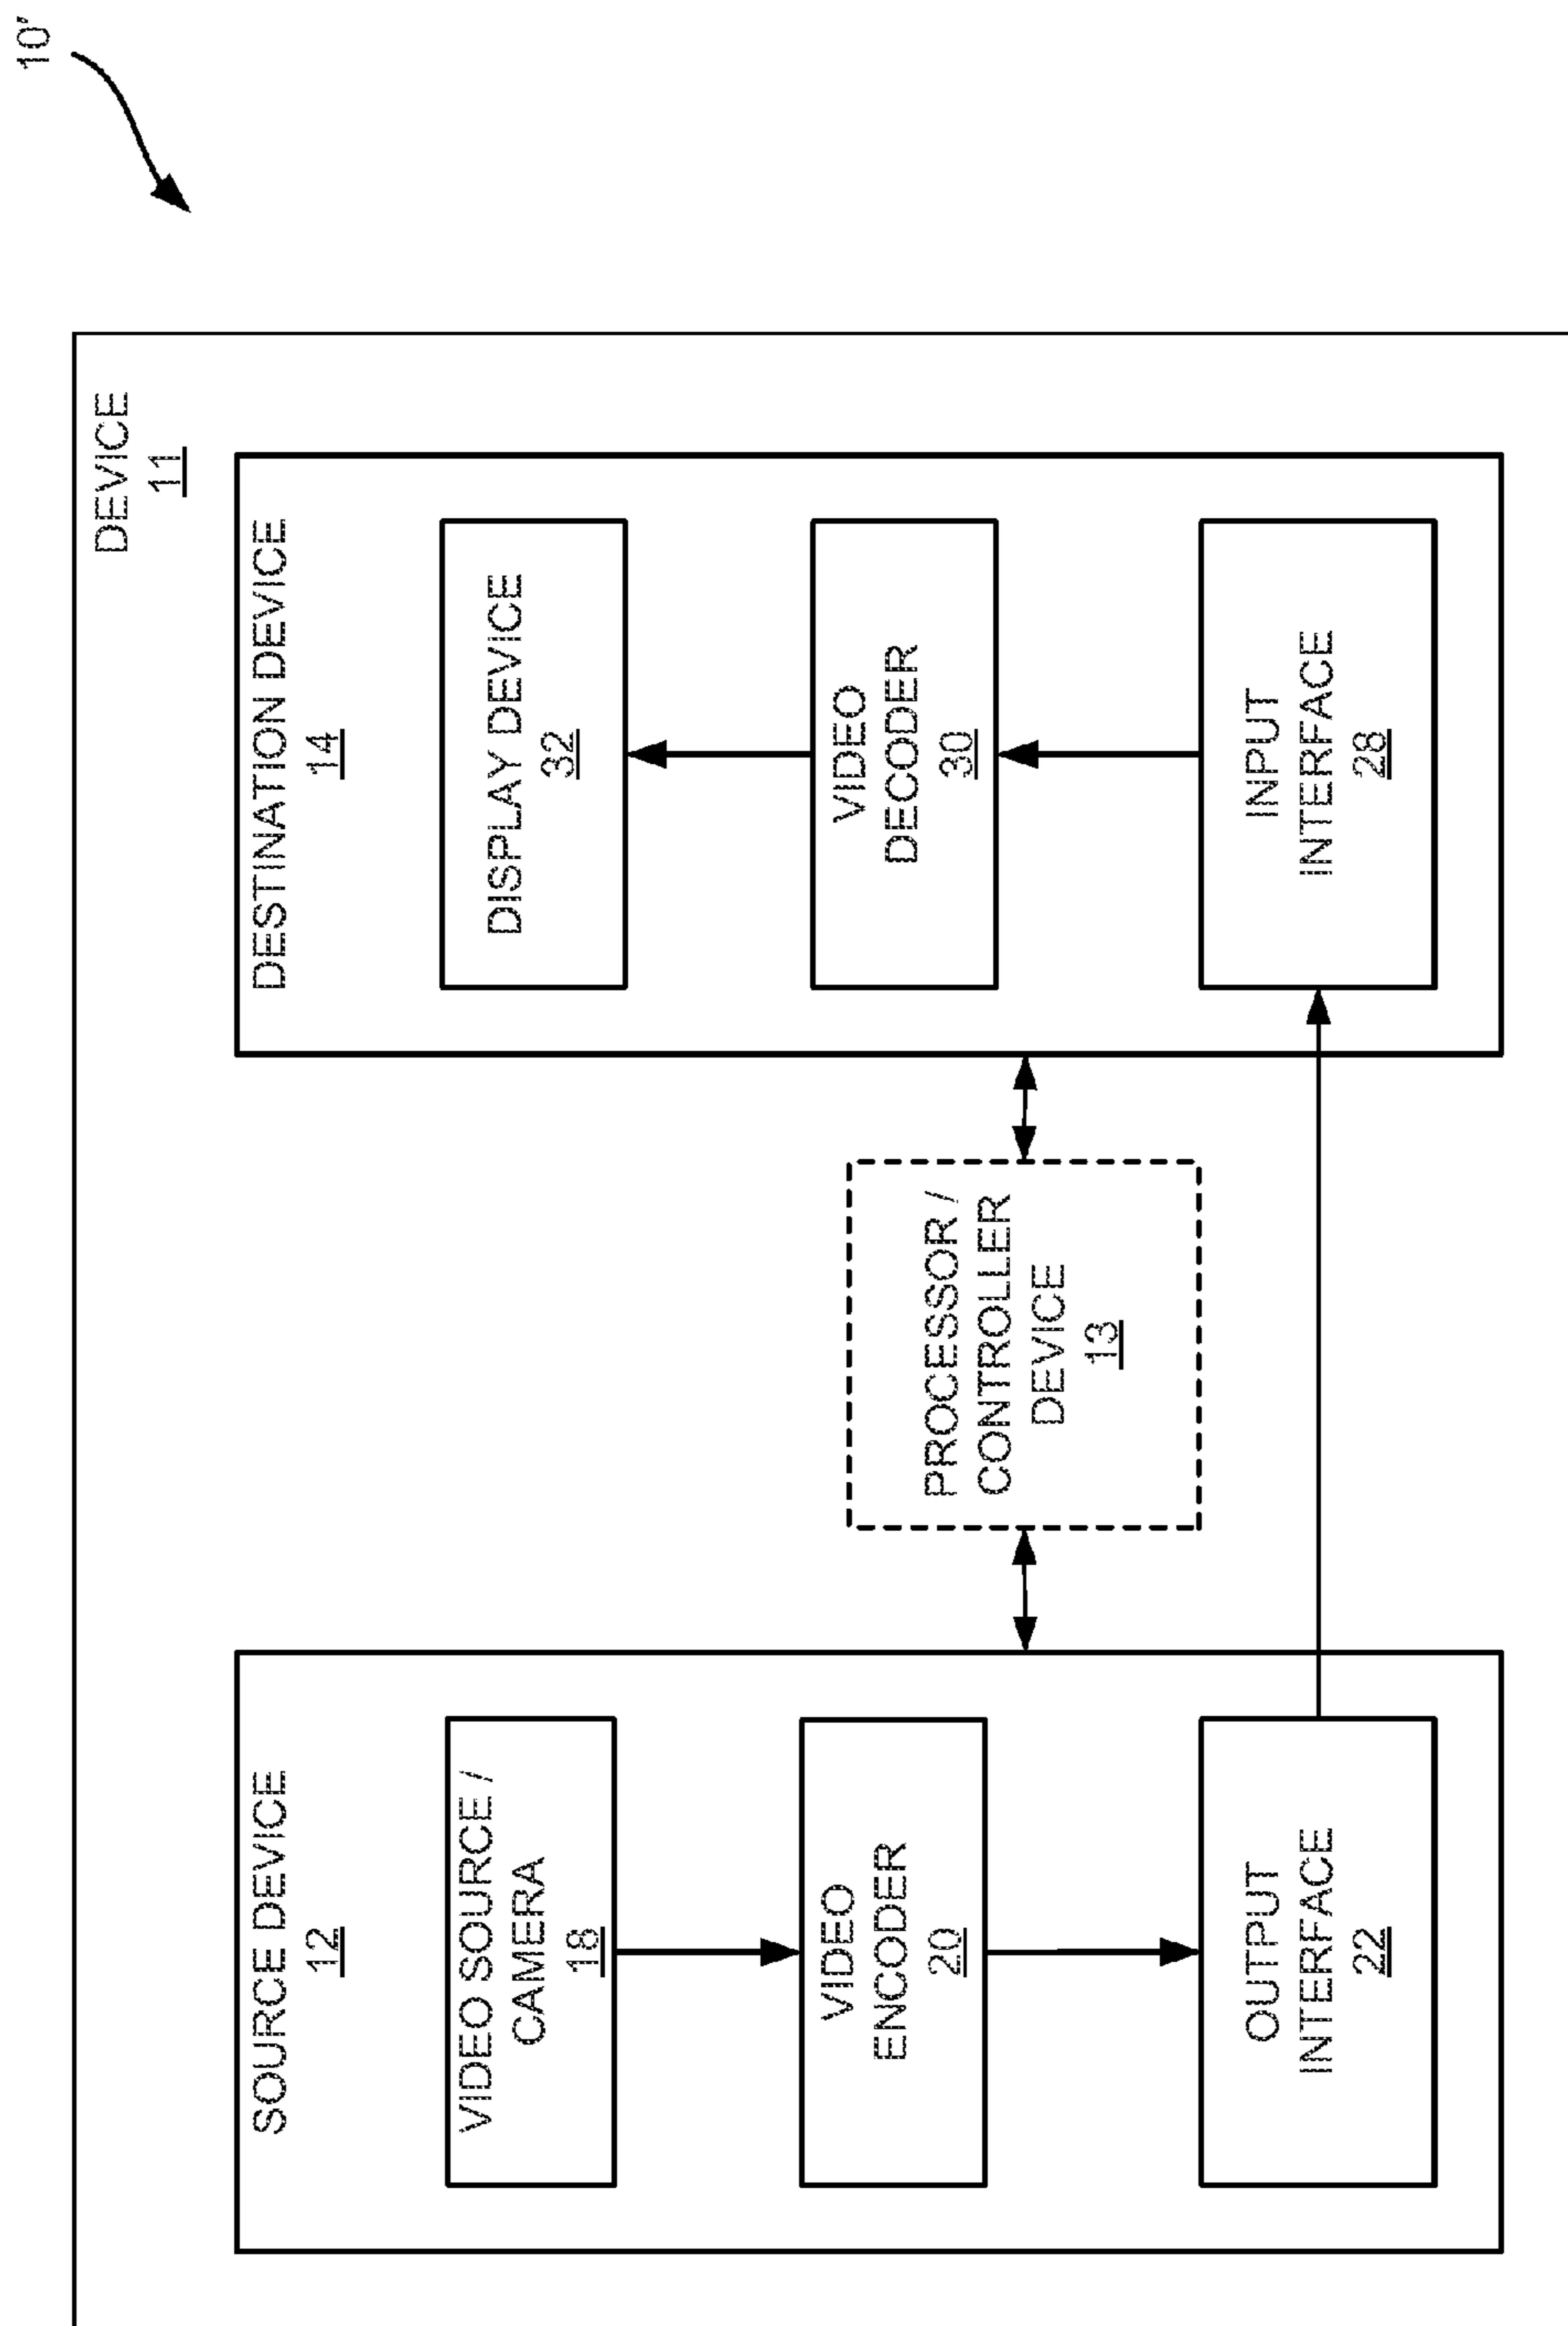 10'
DEVICE
11
SOURCE DEVICE
12
VIDEO SOURCE /
CAMERA
18
VIDEO
ENCODER
20
OUTPUT
INTERFACE
22
PROCESSOR /
CONTROLLER
DEVICE
13
DESTINATION DEVICE
14
DISPLAY DEVICE
32
VIDEO
DECODER
30
INPUT
INTERFACE
28